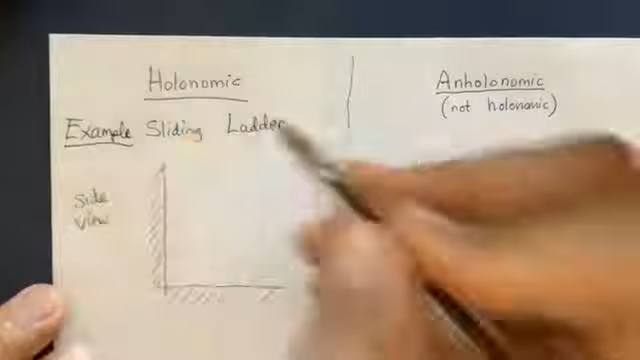 Holonomic
Anholonomic
(not holonomic)
Example Sliding Ladder
side
view